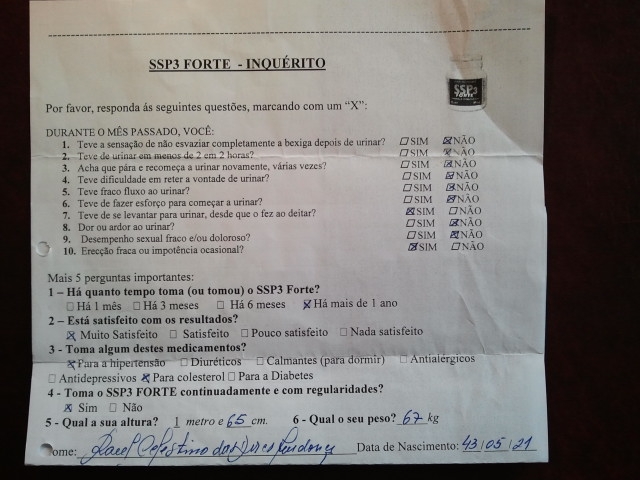 SSP3 FORTE - INQUÉRITO
SSP3
FORTE
Por favor, responda ás seguintes questões, marcando com um "X":
DURANTE O MÊS PASSADO, VOCÊ:
1. Teve a sensação de não esvaziar completamente a bexiga depois de urinar? ☐SIM ☒NÃO
2. Teve de urinar em menos de 2 em 2 horas? ☐SIM ☒NÃO
3. Acha que pára e recomeça a urinar novamente, várias vezes? ☐SIM ☒NÃO
4. Teve dificuldade em reter a vontade de urinar? ☐SIM ☒NÃO
5. Teve fraco fluxo ao urinar? ☐SIM ☒NÃO
6. Teve de fazer esforço para começar a urinar? ☐SIM ☒NÃO
7. Teve de se levantar para urinar, desde que o fez ao deitar? ☒SIM ☐NÃO
8. Dor ou ardor ao urinar? ☐SIM ☒NÃO
9. Desempenho sexual fraco e/ou doloroso? ☐SIM ☒NÃO
10. Erecção fraca ou impotência ocasional? ☒SIM ☐NÃO
Mais 5 perguntas importantes:
1 – Há quanto tempo toma (ou tomou) o SSP3 Forte?
☐ Há 1 mês ☐ Há 3 meses ☐ Há 6 meses ☒ Há mais de 1 ano
2 – Está satisfeito com os resultados?
☒ Muito Satisfeito ☐ Satisfeito ☐ Pouco satisfeito ☐ Nada satisfeito
3 - Toma algum destes medicamentos?
☒ Para a hipertensão ☐ Diuréticos ☐ Calmantes (para dormir) ☐ Antialérgicos
☐ Antidepressivos ☒ Para colesterol ☐ Para a Diabetes
4 - Toma o SSP3 FORTE continuadamente e com regularidades?
☒ Sim ☐ Não
5 - Qual a sua altura? 1 metro e 65 cm. 6 - Qual o seu peso? 67 kg
ome: Celestino das Mendonça Data de Nascimento: 43/05/21